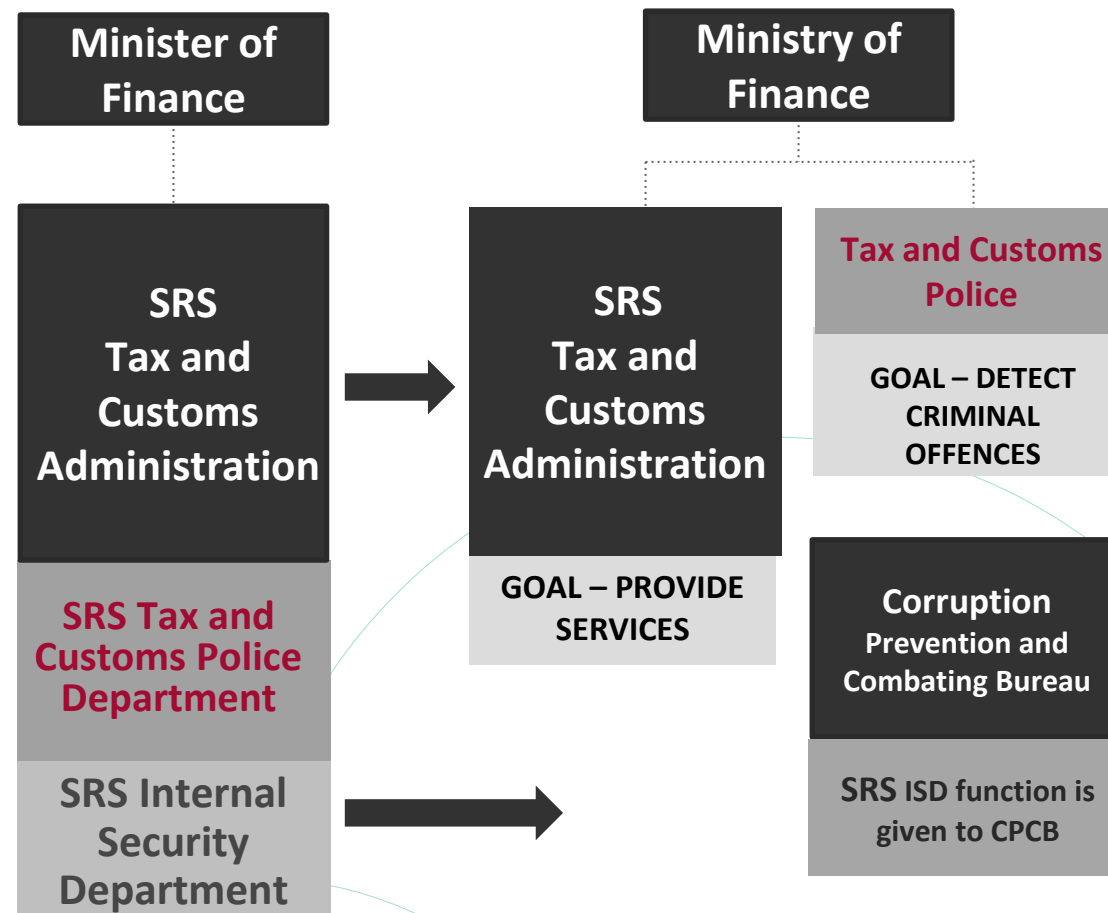 Minister of
Finance
SRS
Tax and
Customs
Administration
SRS Tax and
Customs Police
Department
SRS Internal
Security
Department
Ministry of
Finance
SRS
Tax and
Customs
Administration
GOAL – PROVIDE
SERVICES
Tax and Customs
Police
GOAL – DETECT
CRIMINAL
OFFENCES
Corruption
Prevention and
Combating Bureau
SRS ISD function is
given to CPCB